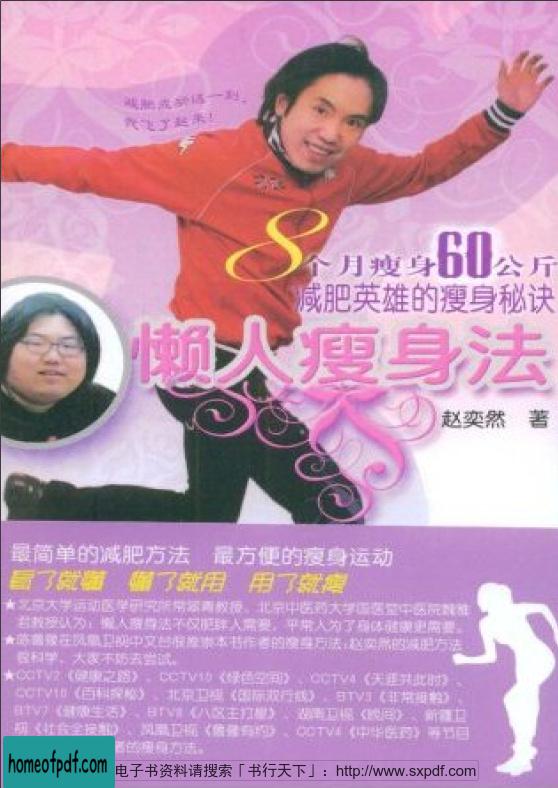 减肥成功语一到,
我飞了起来!
8个月瘦身60公斤
减肥英雄的瘦身秘诀
懒人瘦身法
赵奕然 著
最简单的减肥方法 最方便的瘦身运动
看了就懂 懂了就用 用了就瘦
★北京大学运动医学研究所常翠青教授、北京中医药大学国医堂中医院魏雅
君教授认为:懒人瘦身法不仅肥胖人需要,平常人为了身体健康更需要。
★陈鲁豫在凤凰卫视中文台很推崇本书作者的瘦身方法:赵奕然的减肥方法
很科学、大家不妨去尝试。
★CCTV2《健康之路》、CCTV10《绿色空间》、CCTV4《天涯共此时》、
CCTV10《百科探秘》、北京卫视《国际双行线》、BTV3《非常接触》、
BTV7《健康生活》、BTV8《八区主打星》、湖南卫视《晚间》、新疆卫
视《社会全接触》、凤凰卫视《鲁豫有约》、CCTV4《中华医药》等节目
者的瘦身方法。
homeofpdf.com
电子书资料请搜索「书行天下」:http://www.sxpdf.com